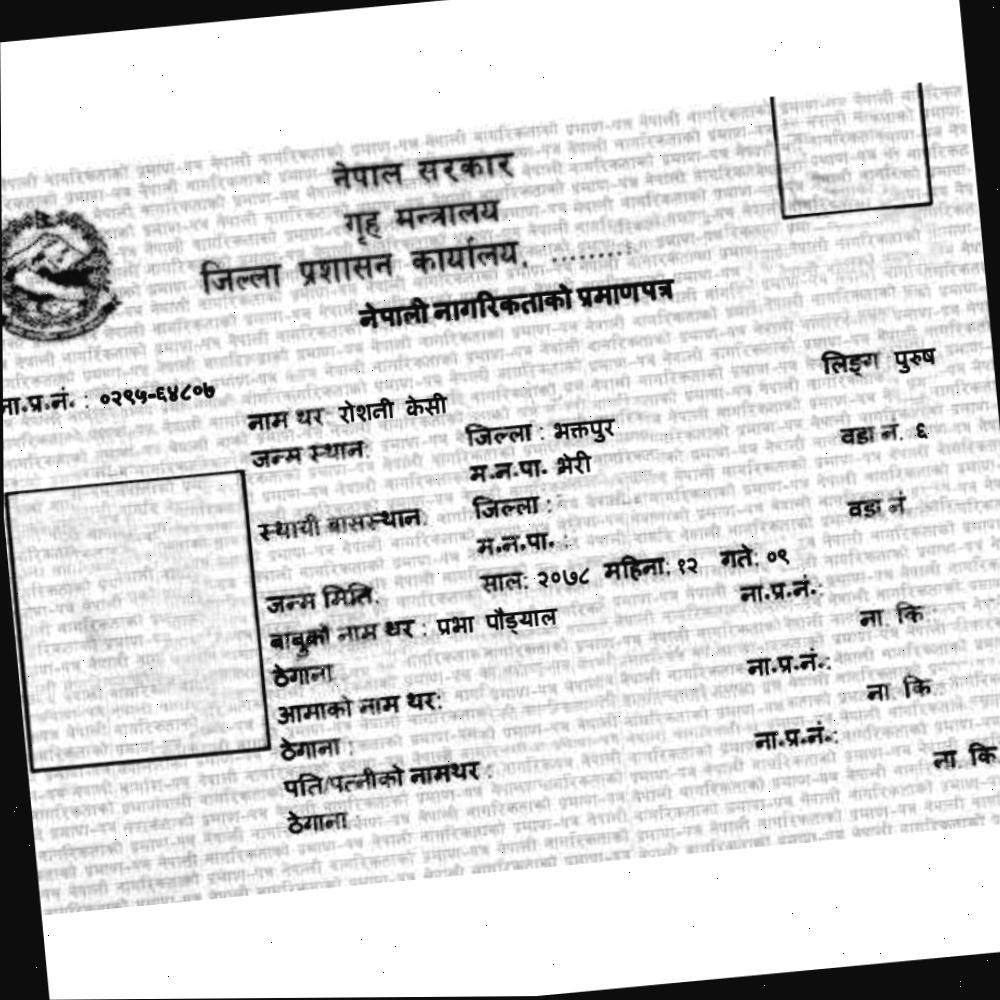 नेपाल सरकार
गृह मन्त्रालय
जिल्ला प्रशासन कार्यालय, .........
नेपाली नागरिकताको प्रमाणपत्र
लिङ्ग पुरुष
ना.प्र.नं. : ०२९५-६४८०७
नाम थर रोशनी केसी
जन्म स्थान: जिल्ला : भक्तपुर वडा नं. ६
म.न.पा. भेरी
स्थायी बासस्थान: जिल्ला : वडा नं.
म.न.पा. :
जन्म मिति: साल: २०७८ महिना: १२ गते: ०९
बाबुको नाम थर : प्रभा पौड्याल ना.प्र.नं. :
ठेगाना ना. कि :
आमाको नाम थर: ना.प्र.नं. :
ठेगाना : ना कि :
पति/पत्नीको नामथर : ना.प्र.नं. :
ठेगाना : ना कि